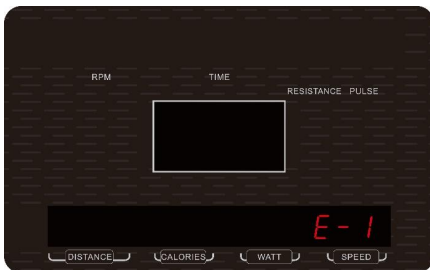 RPM TIME
RESISTANCE PULSE
E-1
DISTANCE CALORIES WATT SPEED